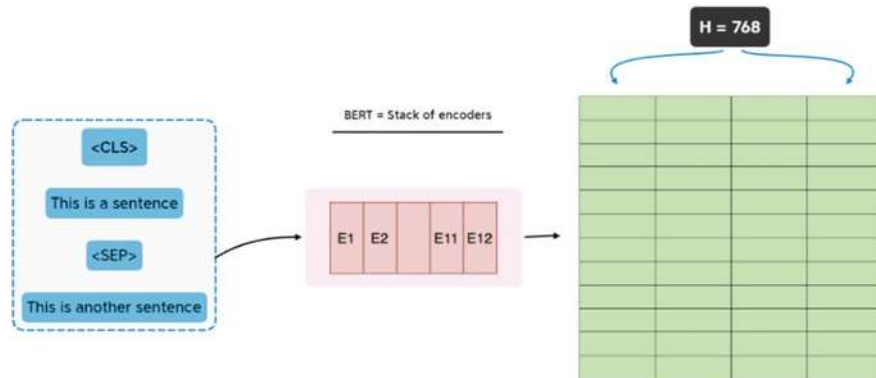 H = 768
BERT = Stack of encoders
<CLS>
This is a sentence
<SEP>
This is another sentence
E1 E2 E11 E12